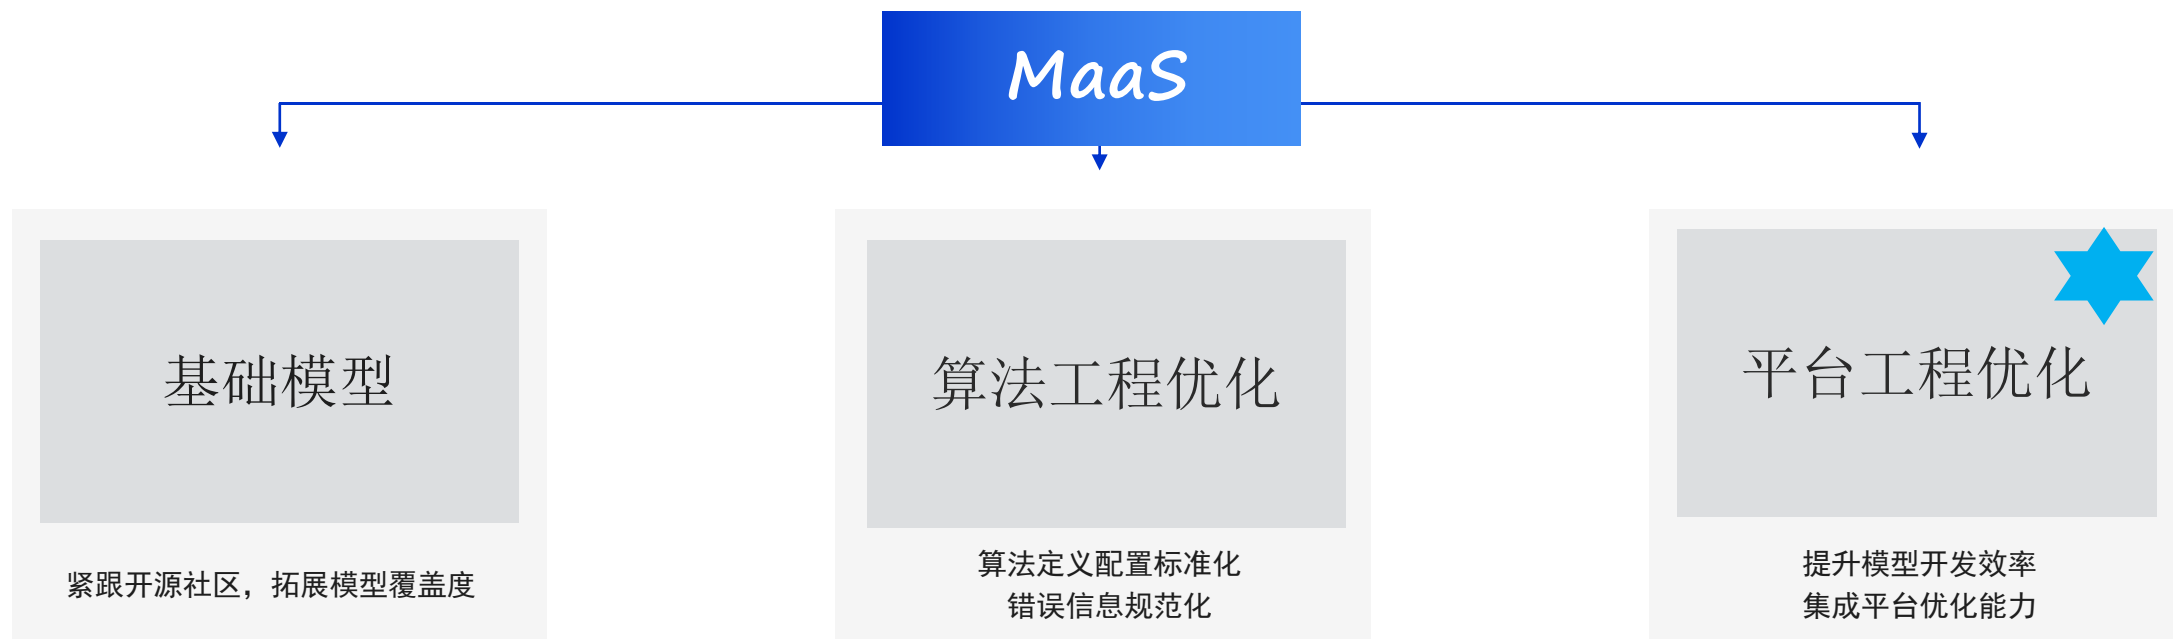 MaaS
基础模型
算法工程优化
平台工程优化
紧跟开源社区，拓展模型覆盖度
算法定义配置标准化
错误信息规范化
提升模型开发效率
集成平台优化能力